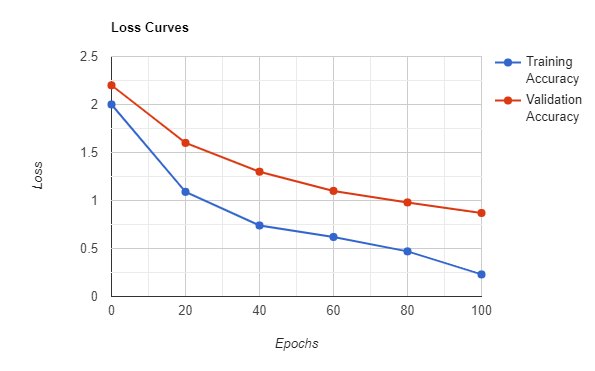 Loss Curves
2.5
2
1.5
1
0.5
0
Loss
0 20 40 60 80 100
Epochs
Training
Accuracy
Validation
Accuracy